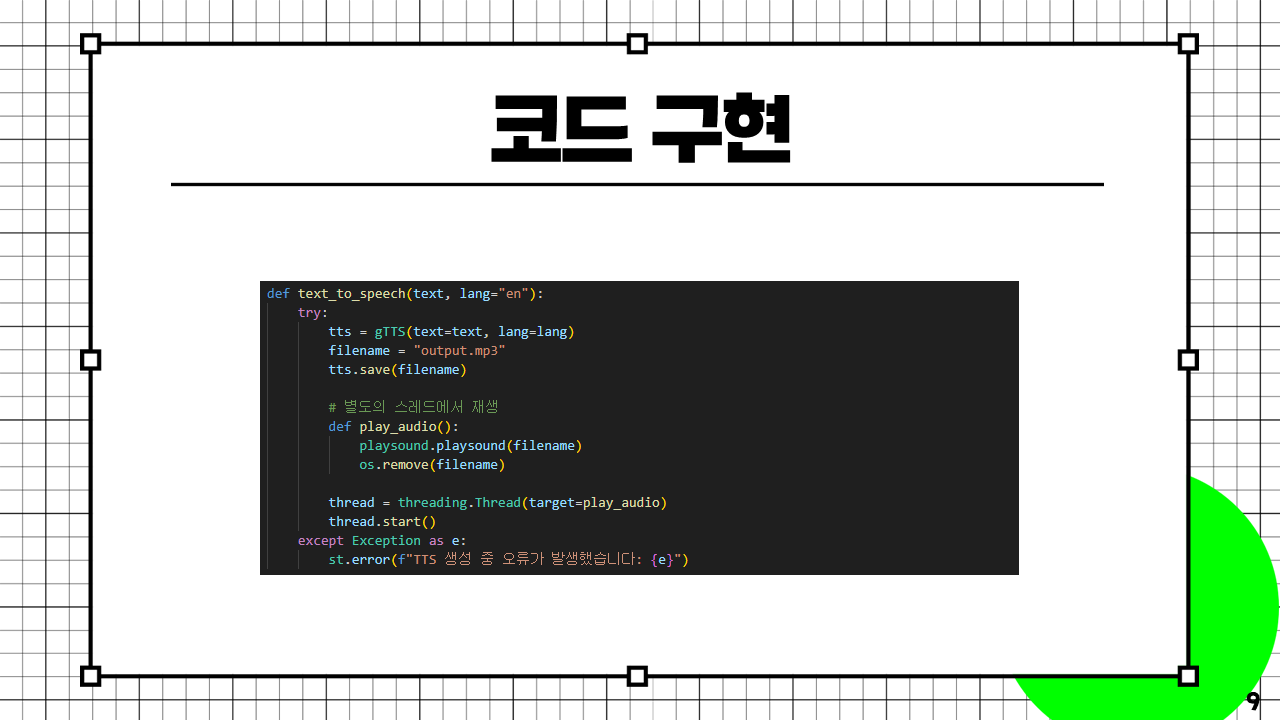 코드 구현
def text_to_speech(text, lang="en"):
    try:
        tts = gTTS(text=text, lang=lang)
        filename = "output.mp3"
        tts.save(filename)

        # 별도의 스레드에서 재생
        def play_audio():
            playsound.playsound(filename)
            os.remove(filename)

        thread = threading.Thread(target=play_audio)
        thread.start()
    except Exception as e:
        st.error(f"TTS 생성 중 오류가 발생했습니다: {e}")
9